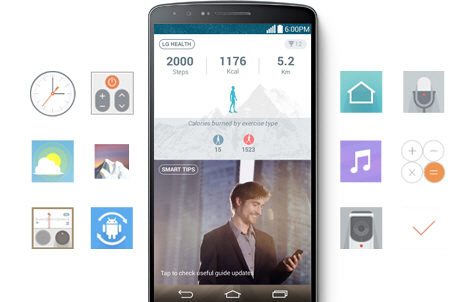 6:00PM
LG HEALTH
12
2000 1176 5.2
Steps Kcal Km
Calories burned by exercise type
15 1523
SMART TIPS
Tap to check useful guide updates